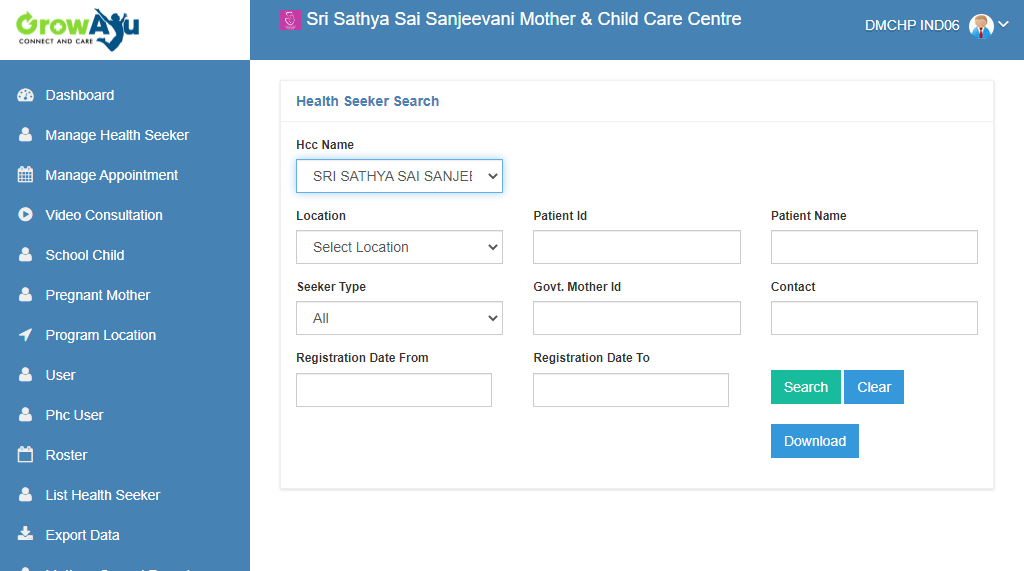 GrowAYu
CONNECT AND CARE
Sri Sathya Sai Sanjeevani Mother & Child Care Centre
DMCHP IND06
Dashboard
Manage Health Seeker
Manage Appointment
Video Consultation
School Child
Pregnant Mother
Program Location
User
Phc User
Roster
List Health Seeker
Export Data
Health Seeker Search
Hcc Name
SRI SATHYA SAI SANJEE
Location
Patient Id
Patient Name
Select Location
Seeker Type
Govt. Mother Id
Contact
All
Registration Date From
Registration Date To
Search
Clear
Download